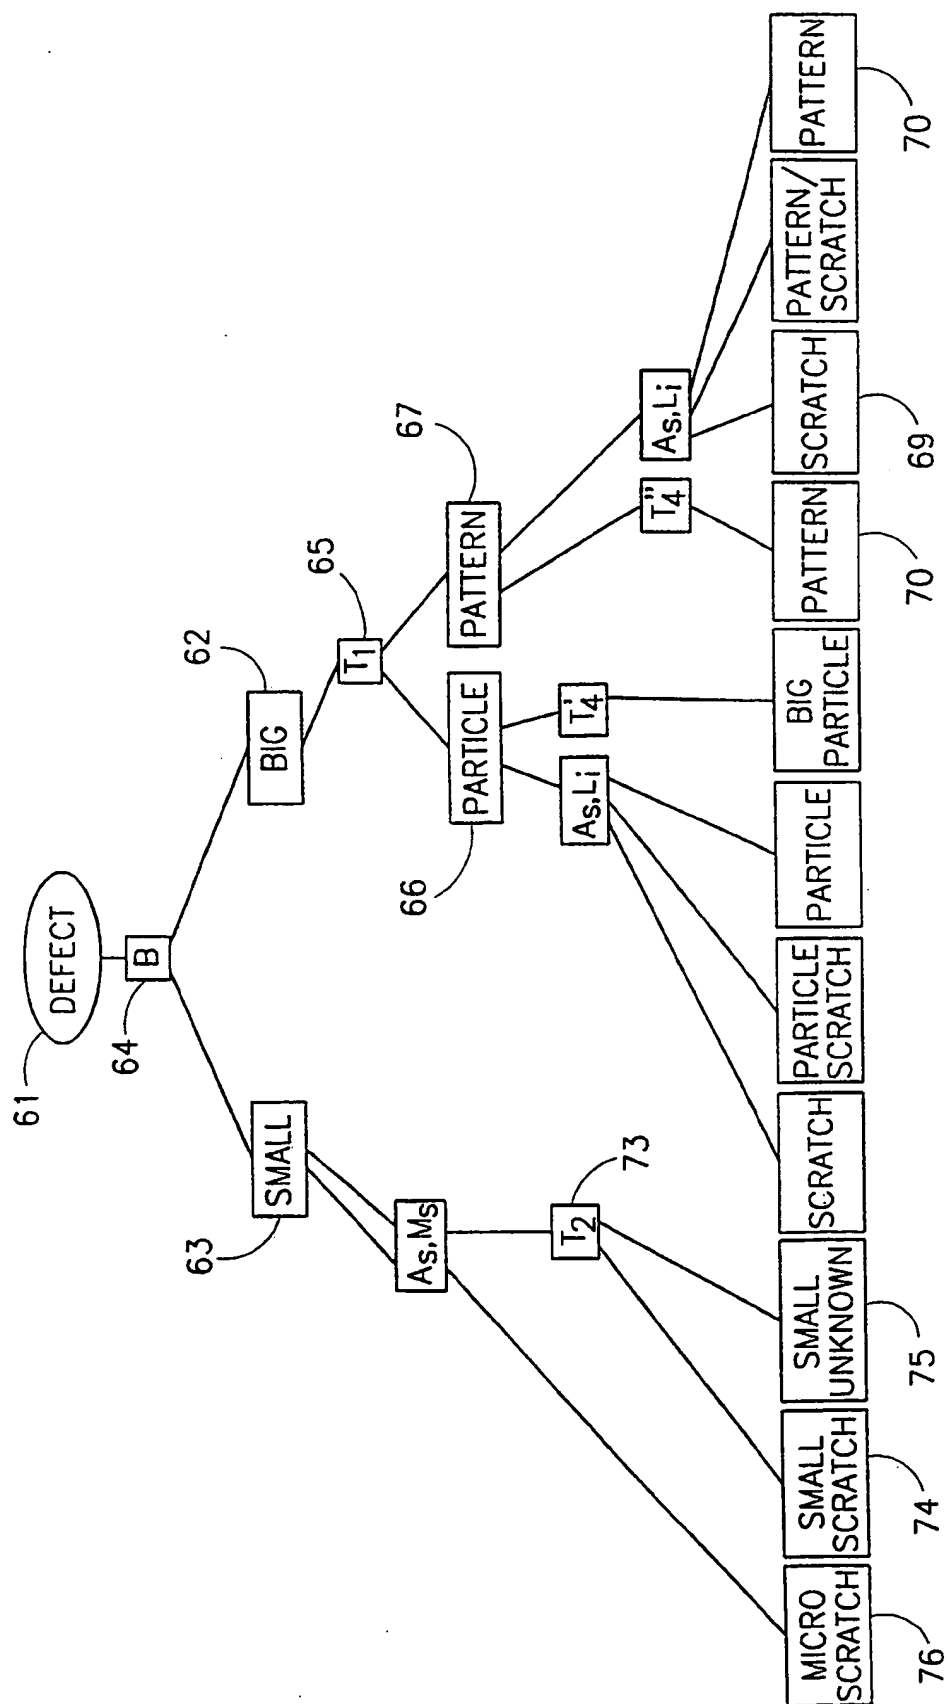 61
DEFECT
64
B
63
SMALL
62
BIG
65
T1
As,Ms
66
PARTICLE
67
PATTERN
73
T2
As,Li
T4'
T4"
As,Li
MICRO
SCRATCH
SMALL
SCRATCH
SMALL
UNKNOWN
SCRATCH
PARTICLE
SCRATCH
PARTICLE
BIG
PARTICLE
PATTERN
SCRATCH
PATTERN/
SCRATCH
PATTERN
76
74
75
70
69
70